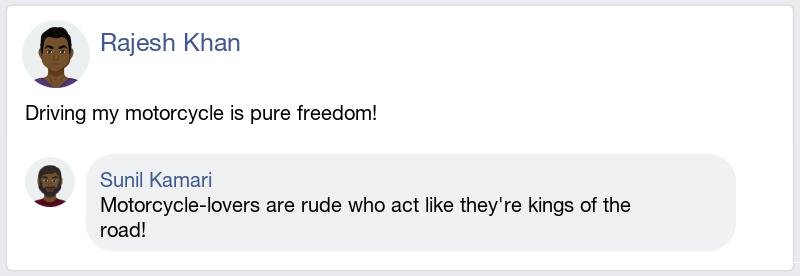 Rajesh Khan
Driving my motorcycle is pure freedom!
Sunil Kamari
Motorcycle-lovers are rude who act like they're kings of the
road!